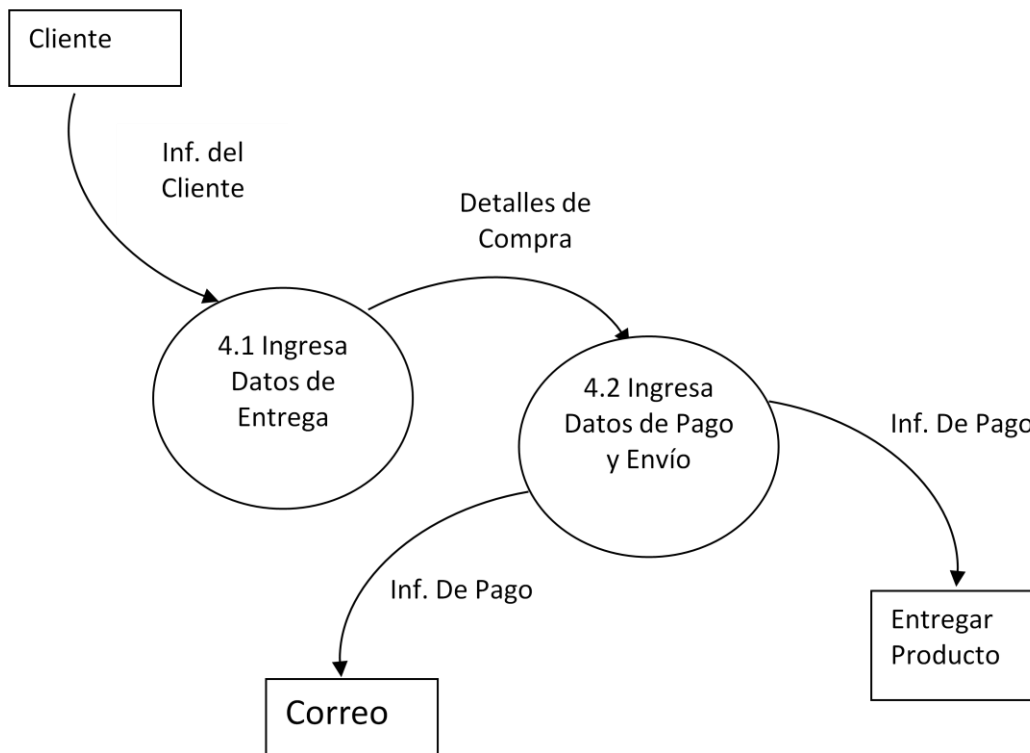 Cliente
Inf. del
Cliente
Detalles de
Compra
4.1 Ingresa
Datos de
Entrega
4.2 Ingresa
Datos de Pago
y Envío
Inf. De Pago
Inf. De Pago
Entregar
Producto
Correo